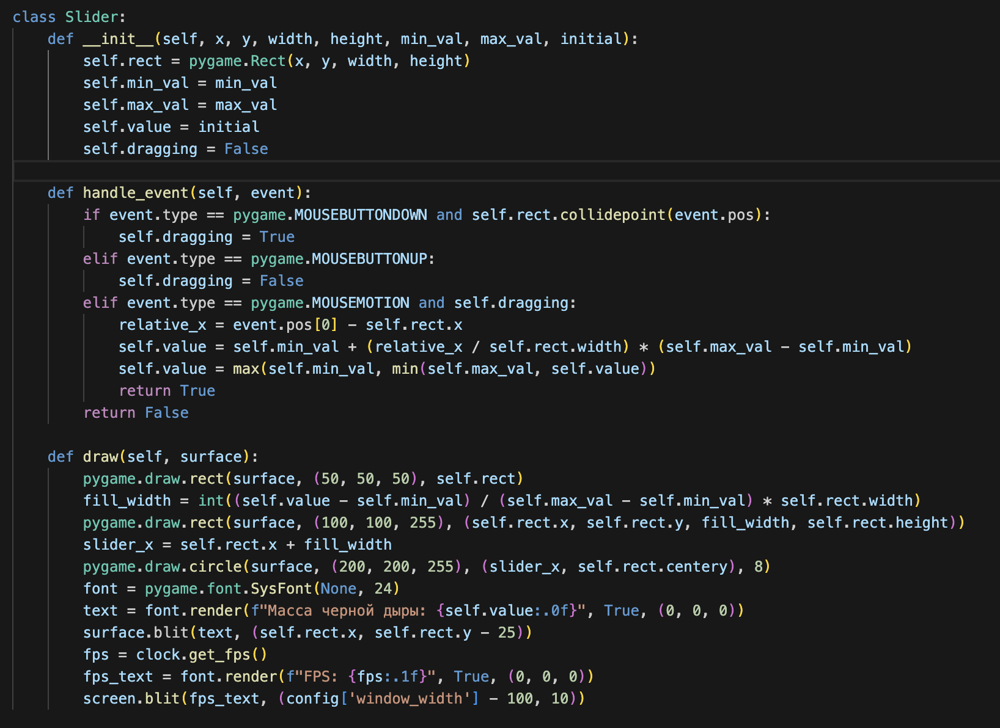 class Slider:
    def __init__(self, x, y, width, height, min_val, max_val, initial):
        self.rect = pygame.Rect(x, y, width, height)
        self.min_val = min_val
        self.max_val = max_val
        self.value = initial
        self.dragging = False

    def handle_event(self, event):
        if event.type == pygame.MOUSEBUTTONDOWN and self.rect.collidepoint(event.pos):
            self.dragging = True
        elif event.type == pygame.MOUSEBUTTONUP:
            self.dragging = False
        elif event.type == pygame.MOUSEMOTION and self.dragging:
            relative_x = event.pos[0] - self.rect.x
            self.value = self.min_val + (relative_x / self.rect.width) * (self.max_val - self.min_val)
            self.value = max(self.min_val, min(self.max_val, self.value))
            return True
        return False

    def draw(self, surface):
        pygame.draw.rect(surface, (50, 50, 50), self.rect)
        fill_width = int((self.value - self.min_val) / (self.max_val - self.min_val) * self.rect.width)
        pygame.draw.rect(surface, (100, 100, 255), (self.rect.x, self.rect.y, fill_width, self.rect.height))
        slider_x = self.rect.x + fill_width
        pygame.draw.circle(surface, (200, 200, 255), (slider_x, self.rect.centery), 8)
        font = pygame.font.SysFont(None, 24)
        text = font.render(f"Масса черной дыры: {self.value:.0f}", True, (0, 0, 0))
        surface.blit(text, (self.rect.x, self.rect.y - 25))
        fps = clock.get_fps()
        fps_text = font.render(f"FPS: {fps:.1f}", True, (0, 0, 0))
        screen.blit(fps_text, (config['window_width'] - 100, 10))